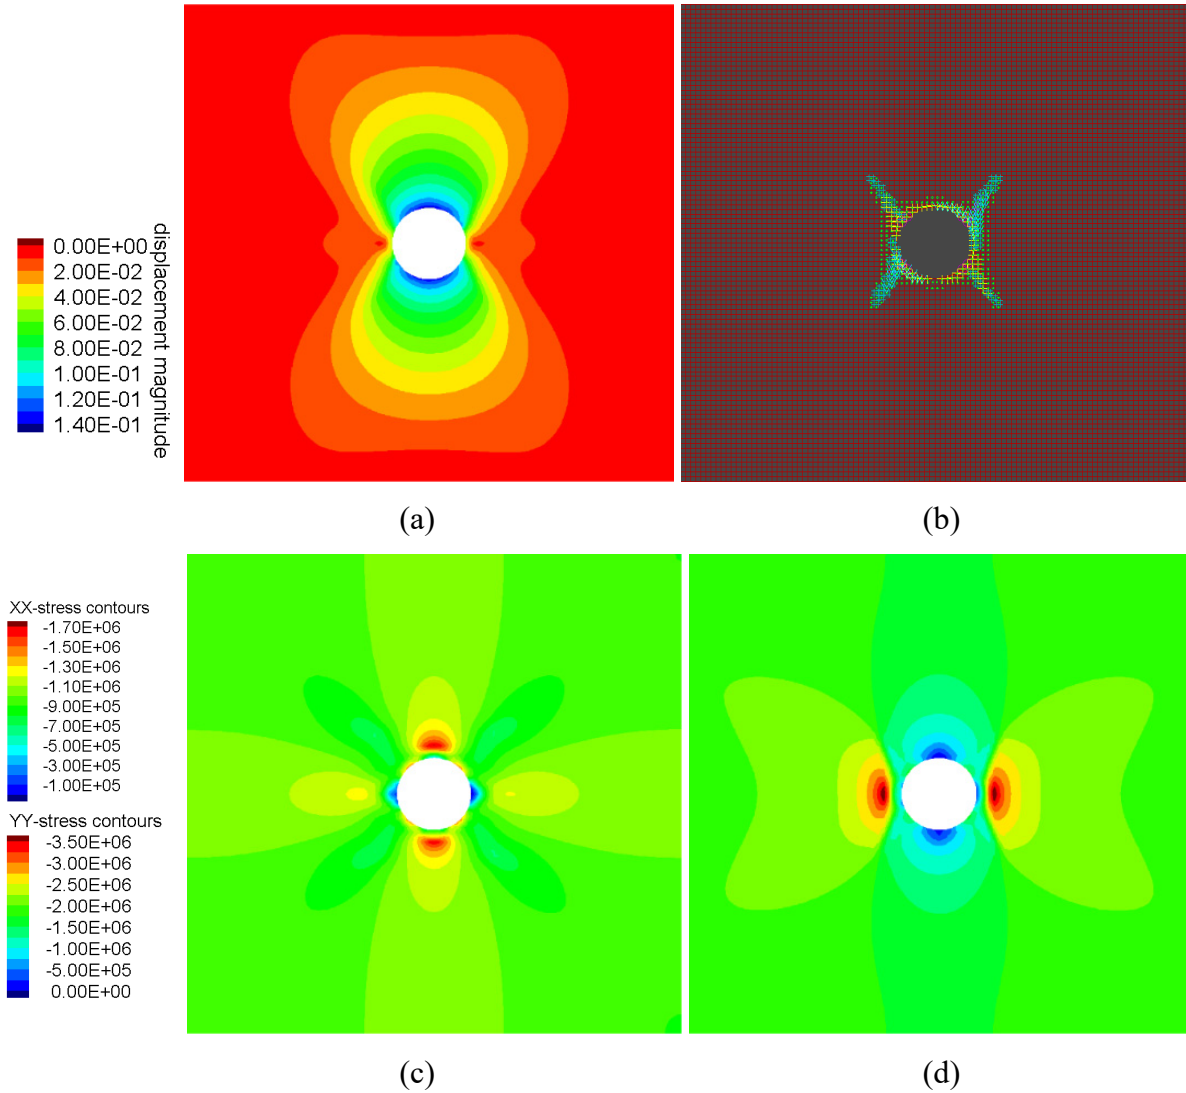 0.00E+00
2.00E-02
4.00E-02
6.00E-02
8.00E-02
1.00E-01
1.20E-01
1.40E-01
displacement magnitude
(a)
(b)
XX-stress contours
-1.70E+06
-1.50E+06
-1.30E+06
-1.10E+06
-9.00E+05
-7.00E+05
-5.00E+05
-3.00E+05
-1.00E+05
YY-stress contours
-3.50E+06
-3.00E+06
-2.50E+06
-2.00E+06
-1.50E+06
-1.00E+06
-5.00E+05
0.00E+00
(c)
(d)